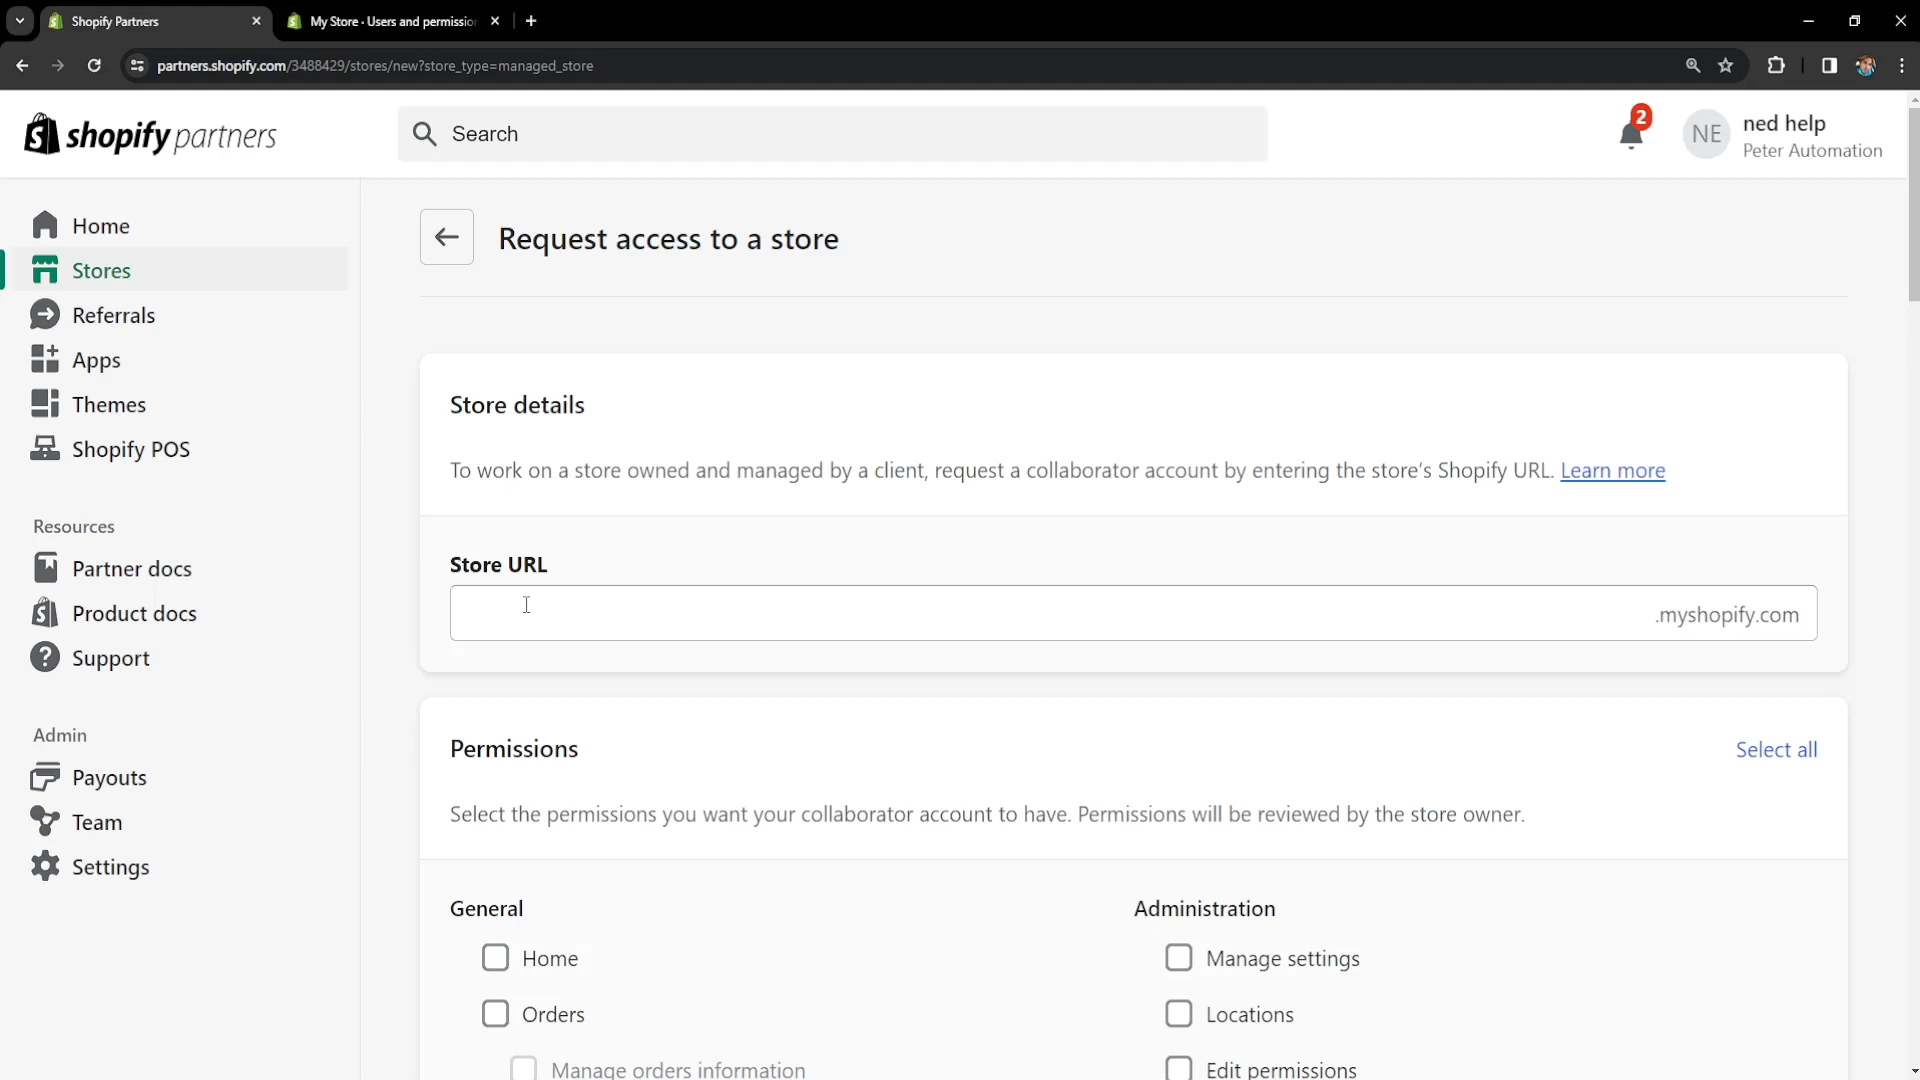 Shopify Partners
My Store · Users and permission
partners.shopify.com/3488429/stores/new?store_type=managed_store
shopify partners
Search
2
NE
ned help
Peter Automation
Home
Stores
Referrals
Apps
Themes
Shopify POS
Resources
Partner docs
Product docs
Support
Admin
Payouts
Team
Settings
Request access to a store
Store details
To work on a store owned and managed by a client, request a collaborator account by entering the store's Shopify URL. Learn more
Store URL
.myshopify.com
Permissions
Select all
Select the permissions you want your collaborator account to have. Permissions will be reviewed by the store owner.
General
Administration
Home
Manage settings
Orders
Locations
Manage orders information
Edit permissions